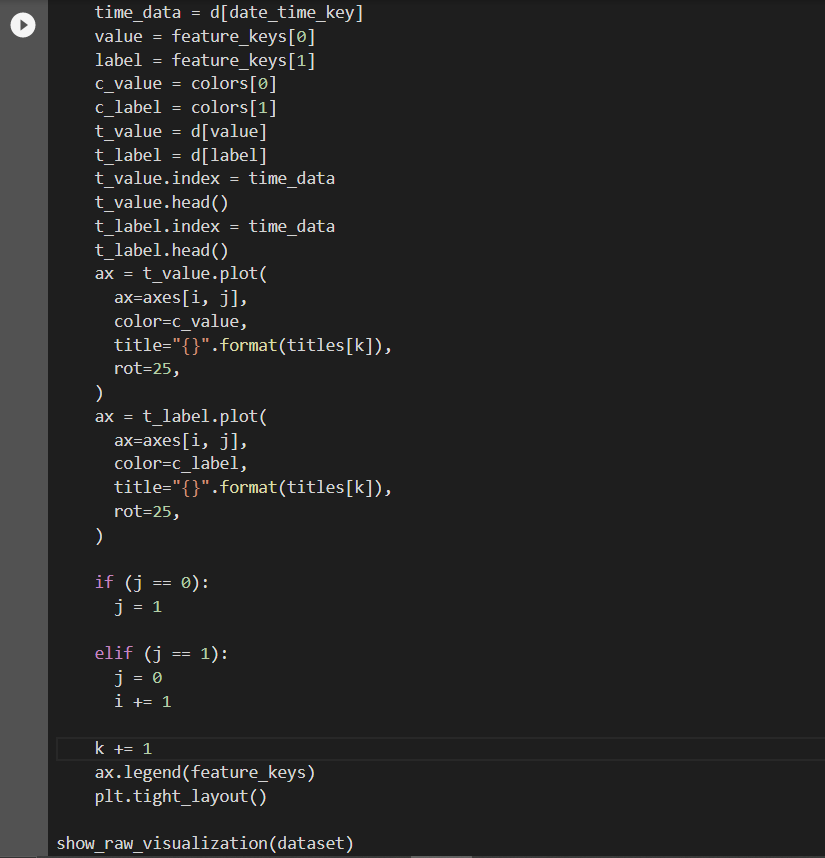 time_data = d[date_time_key]
value = feature_keys[0]
label = feature_keys[1]
c_value = colors[0]
c_label = colors[1]
t_value = d[value]
t_label = d[label]
t_value.index = time_data
t_value.head()
t_label.index = time_data
t_label.head()
ax = t_value.plot(
ax=axes[i, j],
color=c_value,
title="{}".format(titles[k]),
rot=25,
)
ax = t_label.plot(
ax=axes[i, j],
color=c_label,
title="{}".format(titles[k]),
rot=25,
)
if (j == 0):
j = 1
elif (j == 1):
j = 0
i += 1
k += 1
ax.legend(feature_keys)
plt.tight_layout()
show_raw_visualization(dataset)